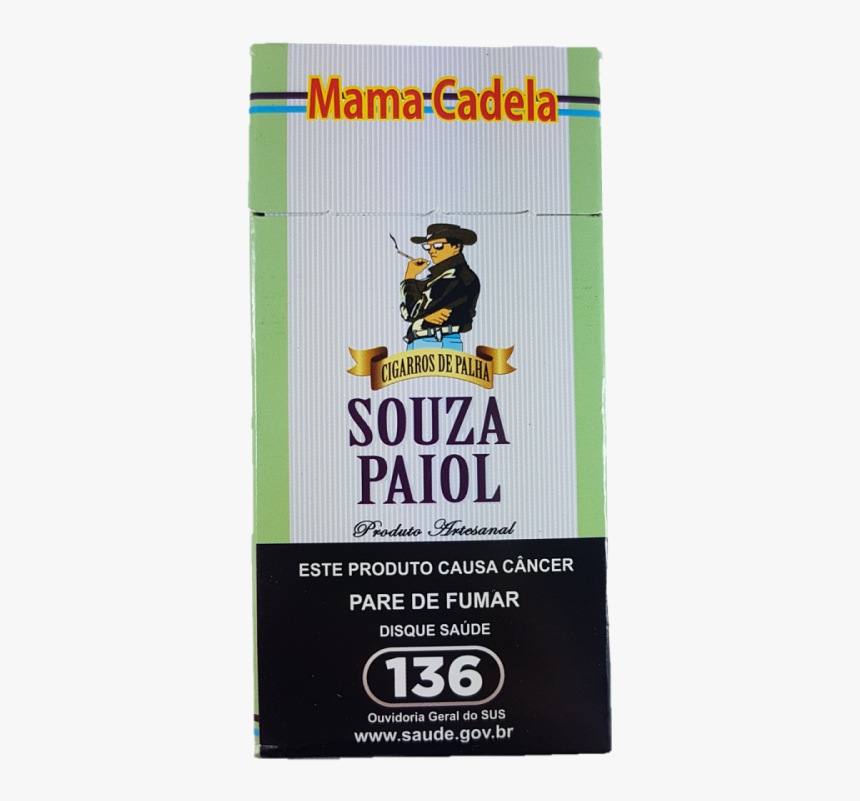 Mama Cadela
CIGARROS DE PALHA
SOUZA
PAIOL
Produto Artesanal
ESTE PRODUTO CAUSA CÂNCER
PARE DE FUMAR
DISQUE SAÚDE
136
Ouvidoria Geral do SUS
www.saude.gov.br